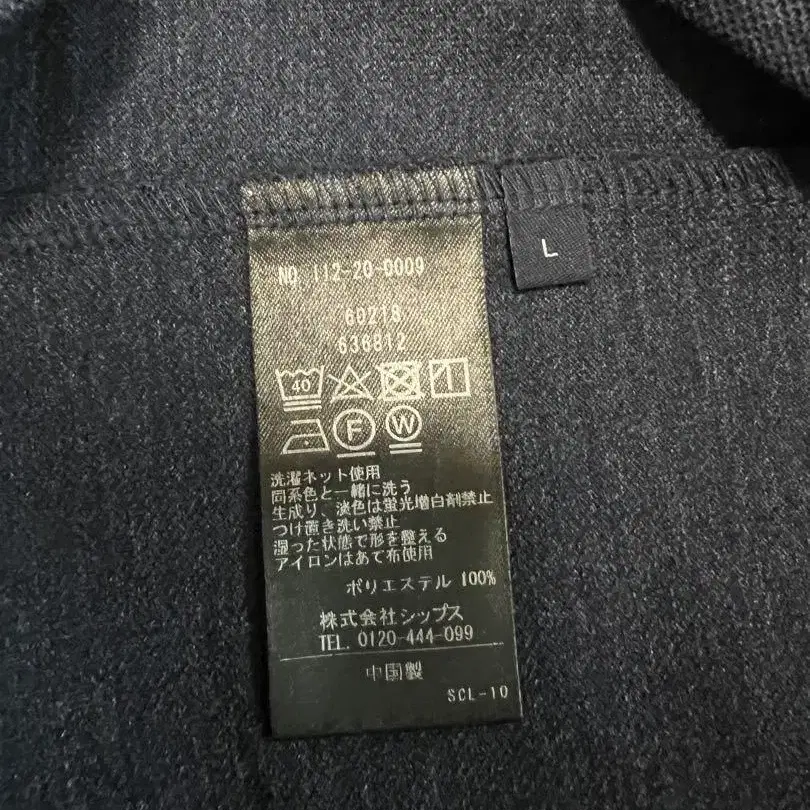 NO. 112-20-0009
L
60218
636812
40
F
W
洗濯ネット使用
同系色と一緒に洗う
生成り、淡色は蛍光増白剤禁止
つけ置き洗い禁止
湿った状態で形を整える
アイロンはあて布使用
ポリエステル 100%
株式会社シップス
TEL. 0120-444-099
中国製
SCL-10